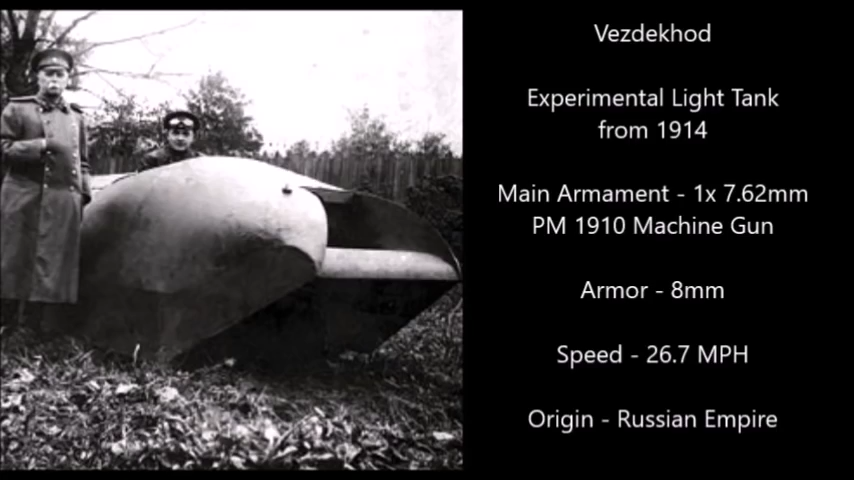 Vezdekhod
Experimental Light Tank
from 1914
Main Armament - 1x 7.62mm
PM 1910 Machine Gun
Armor - 8mm
Speed - 26.7 MPH
Origin - Russian Empire